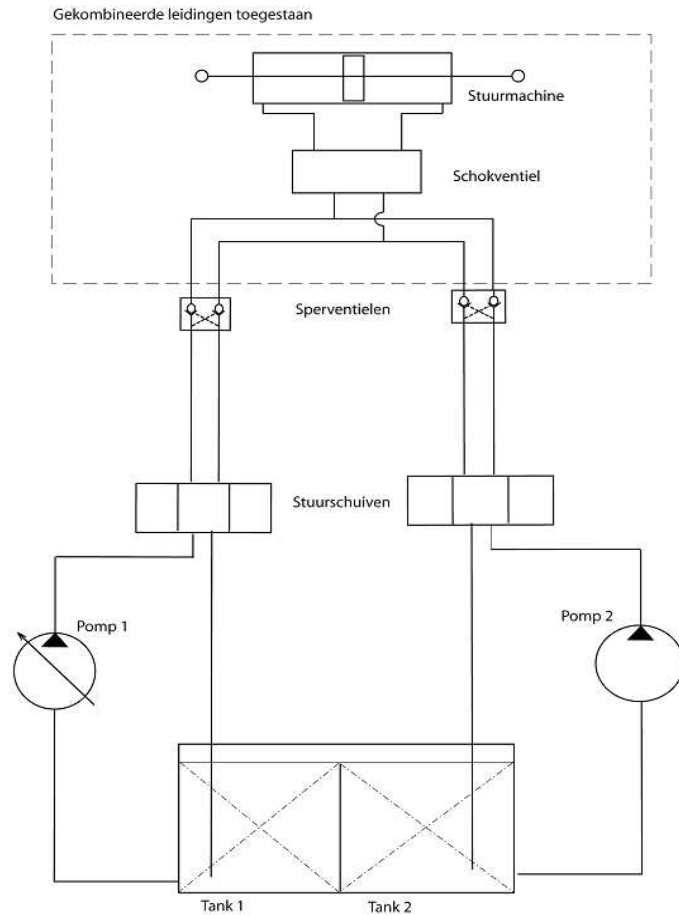 Gekombineerde leidingen toegestaan
Stuurmachine
Schokventiel
Sperventielen
Stuurschuiven
Pomp 1
Pomp 2
Tank 1
Tank 2